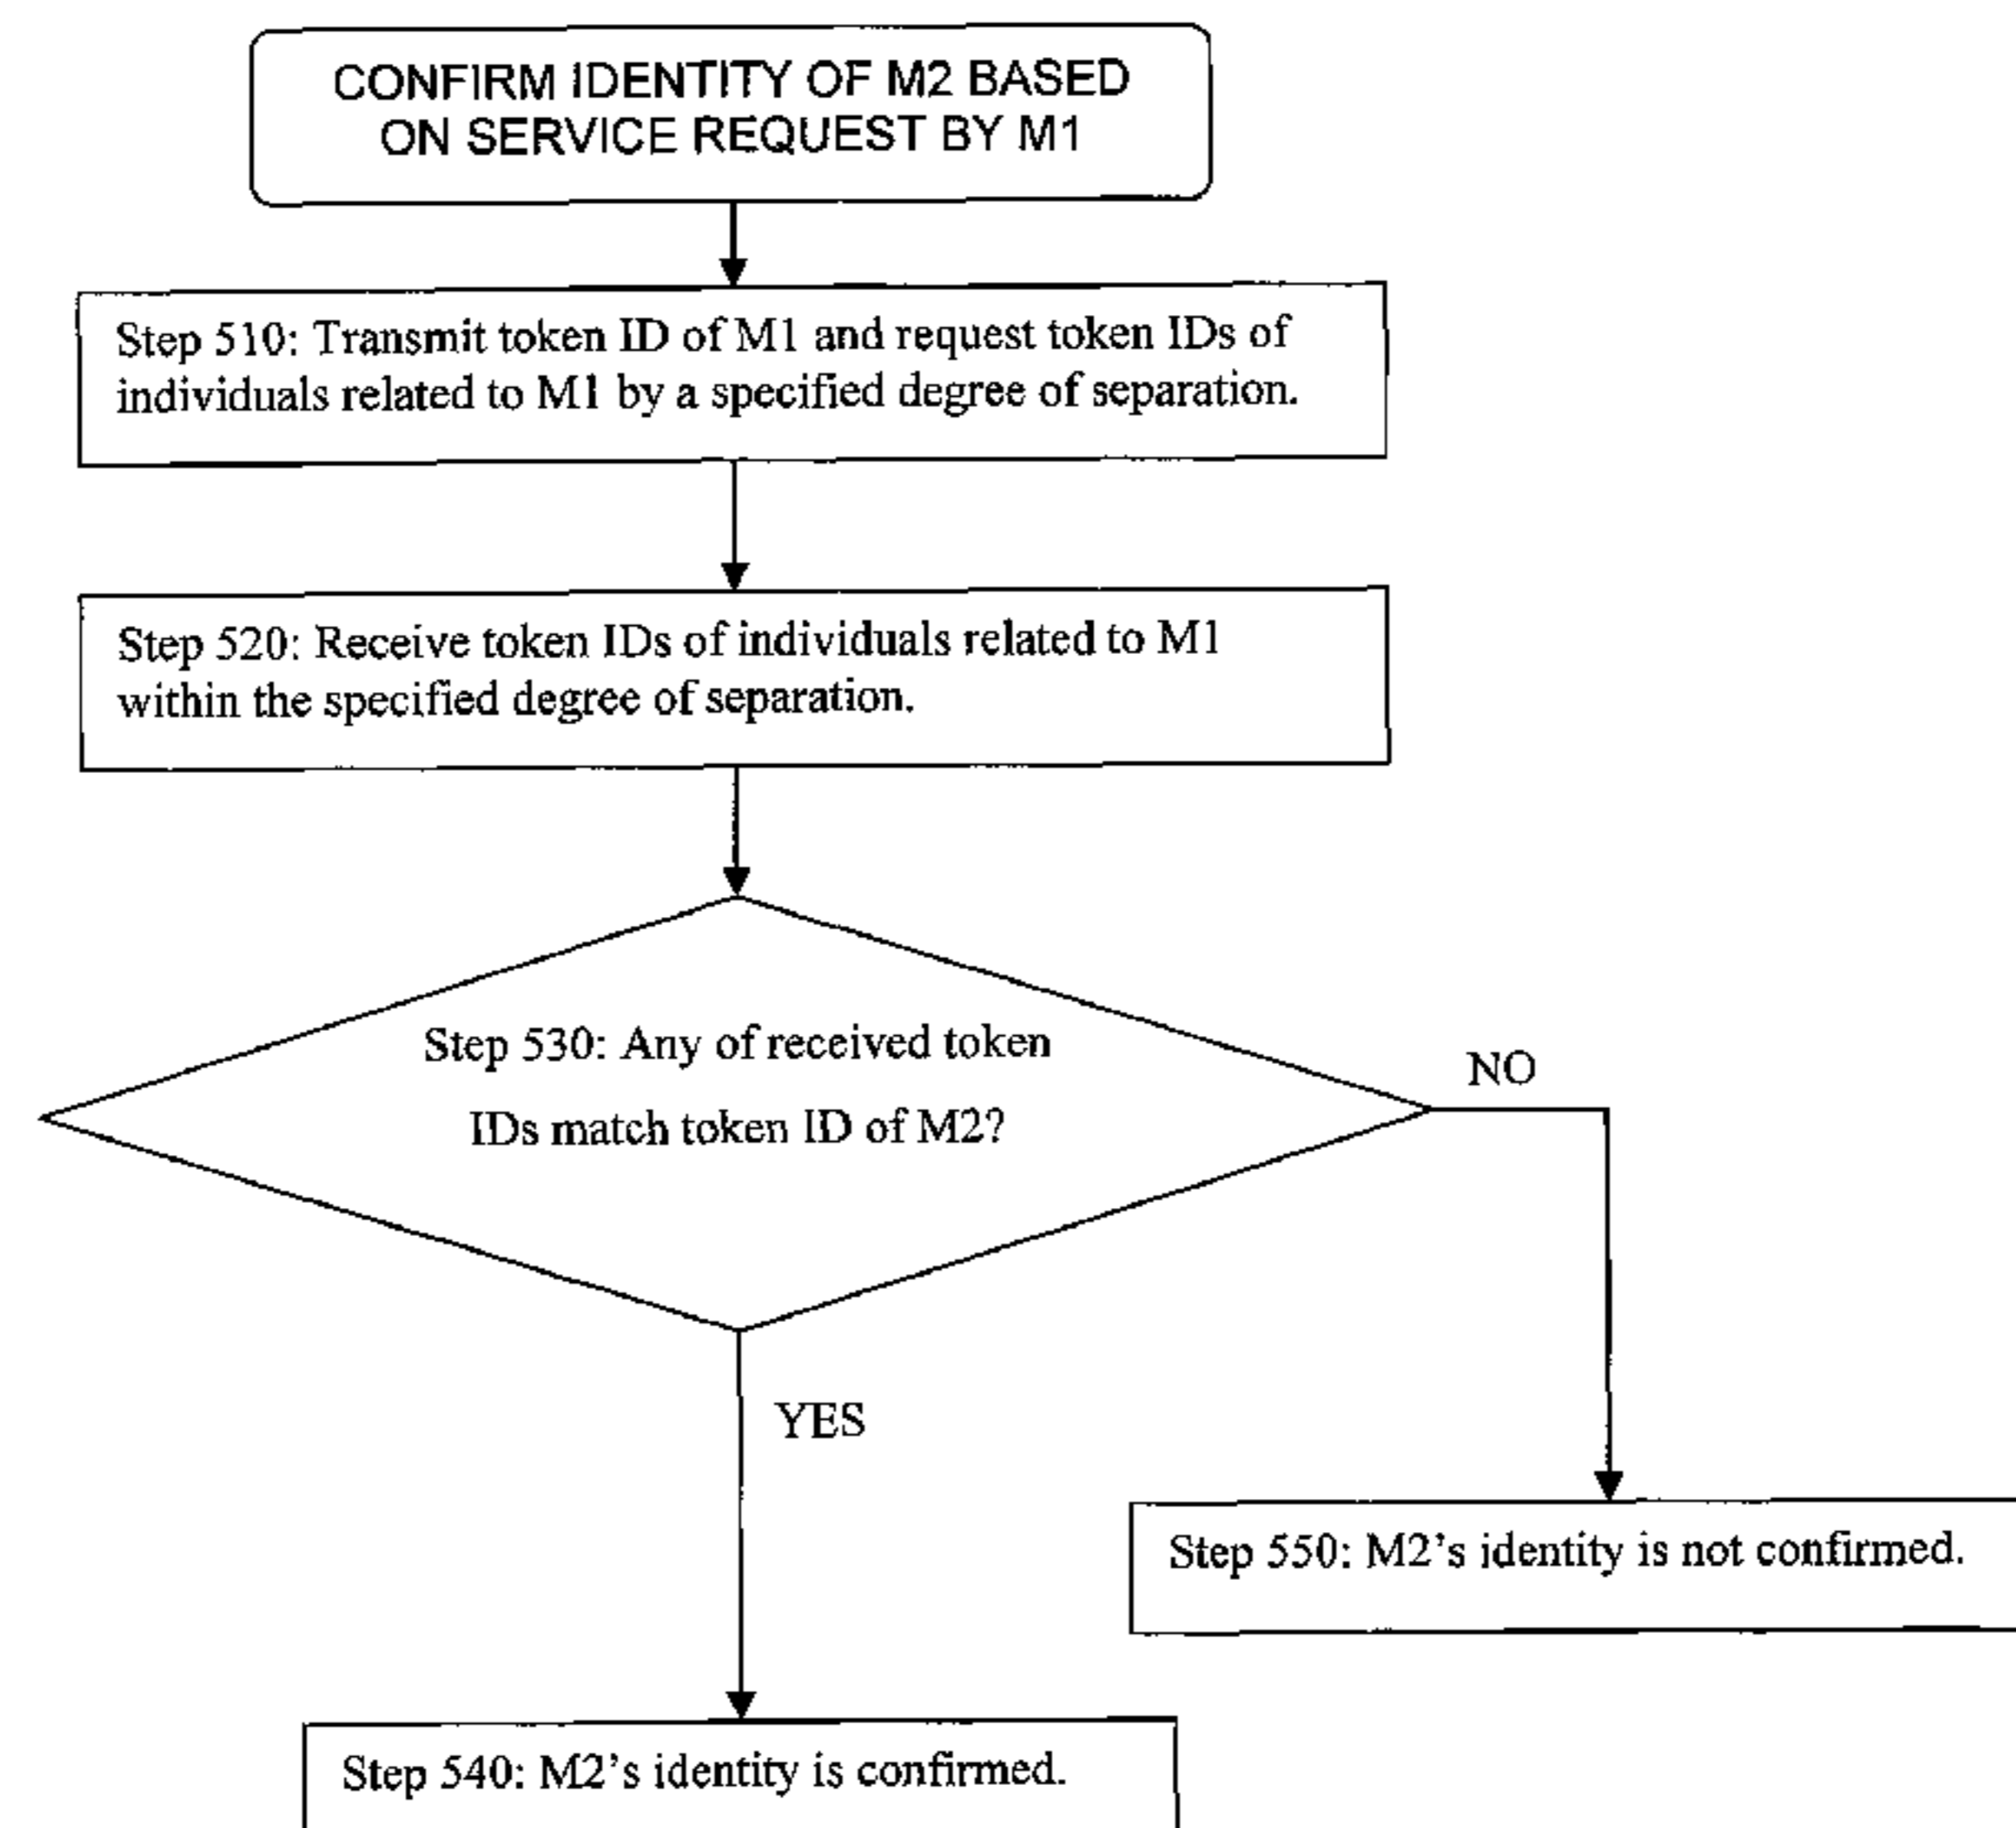 CONFIRM IDENTITY OF M2 BASED
ON SERVICE REQUEST BY M1
Step 510: Transmit token ID of M1 and request token IDs of
individuals related to M1 by a specified degree of separation.
Step 520: Receive token IDs of individuals related to M1
within the specified degree of separation.
Step 530: Any of received token
IDs match token ID of M2?
NO
YES
Step 550: M2's identity is not confirmed.
Step 540: M2's identity is confirmed.